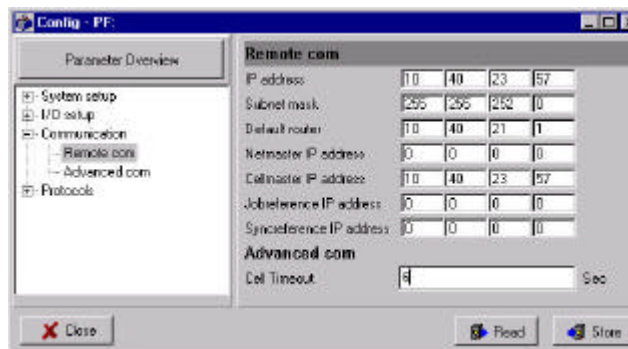 Config - PF:
Parameter Overview
System setup
I/O setup
Communication
Remote com
Advanced com
Protocols
Remote com
IP address 10 40 23 57
Subnet mask 255 255 252 0
Default router 10 40 21 1
Netmaster IP address 0 0 0 0
Cellmaster IP address 10 40 23 57
Jobreference IP address 0 0 0 0
Syncreference IP address 0 0 0 0
Advanced com
Cell Timeout 6 Sec
Close
Read
Store